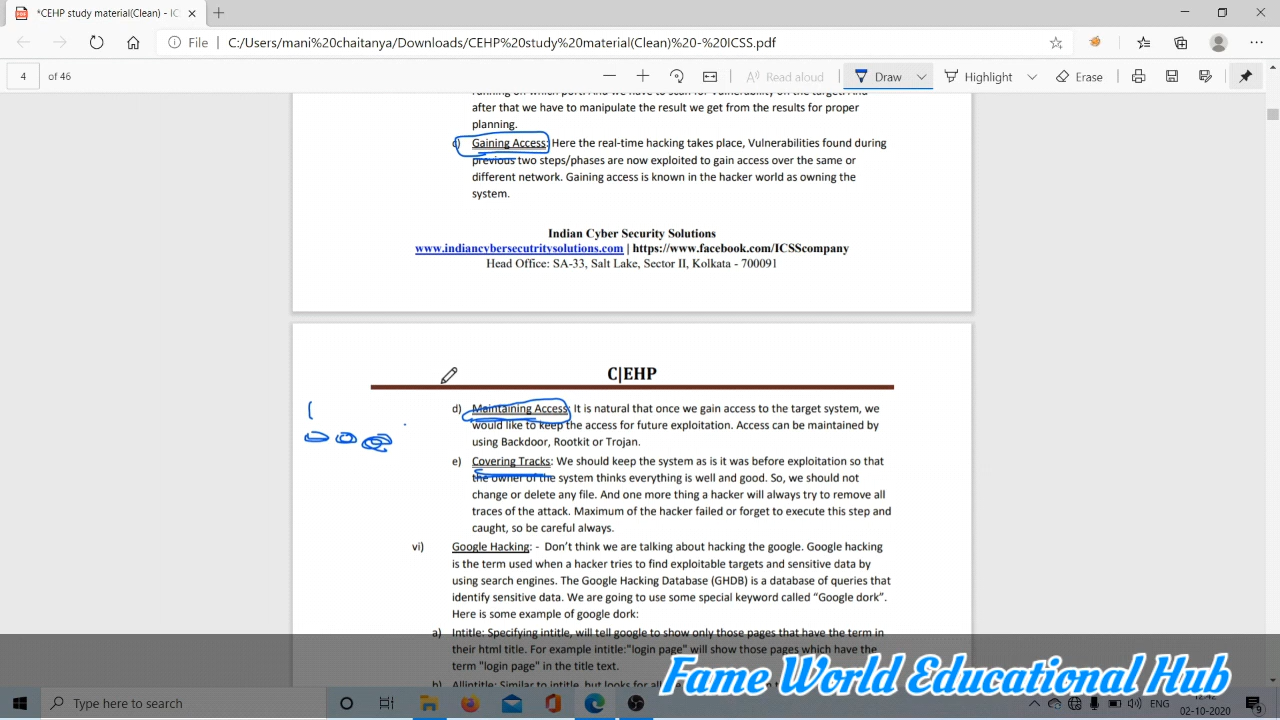 *CEHP study material(Clean) - IC
File | C:/Users/mani%20chaitanya/Downloads/CEHP%20study%20material(Clean)%20-%20ICSS.pdf
4 of 46 Read aloud Draw Highlight Erase
after that we have to manipulate the result we get from the results for proper
planning.
Gaining Access: Here the real-time hacking takes place, Vulnerabilities found during
previous two steps/phases are now exploited to gain access over the same or
different network. Gaining access is known in the hacker world as owning the
system.
Indian Cyber Security Solutions
www.indiancybersecutritysolutions.com | https://www.facebook.com/ICSScompany
Head Office: SA-33, Salt Lake, Sector II, Kolkata - 700091
C|EHP
d) Maintaining Access: It is natural that once we gain access to the target system, we
would like to keep the access for future exploitation. Access can be maintained by
using Backdoor, Rootkit or Trojan.
e) Covering Tracks: We should keep the system as is it was before exploitation so that
the owner of the system thinks everything is well and good. So, we should not
change or delete any file. And one more thing a hacker will always try to remove all
traces of the attack. Maximum of the hacker failed or forget to execute this step and
caught, so be careful always.
vi) Google Hacking: - Don't think we are talking about hacking the google. Google hacking
is the term used when a hacker tries to find exploitable targets and sensitive data by
using search engines. The Google Hacking Database (GHDB) is a database of queries that
identify sensitive data. We are going to use some special keyword called “Google dork”.
Here is some example of google dork:
a) Intitle: Specifying intitle, will tell google to show only those pages that have the term in
their html title. For example intitle:"login page" will show those pages which have the
term "login page" in the title text.
Fame World Educational Hub
Type here to search
ENG
02-10-2020